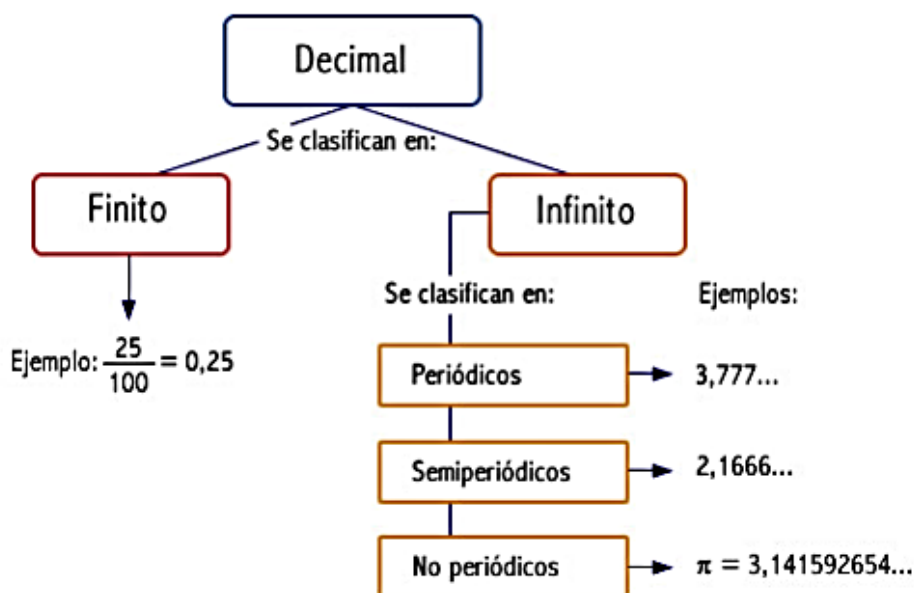 Decimal
Se clasifican en:
Finito
Infinito
Ejemplo: 25/100 = 0,25
Se clasifican en:
Ejemplos:
Periódicos
3,777...
Semiperiódicos
2,1666...
No periódicos
π = 3,141592654...